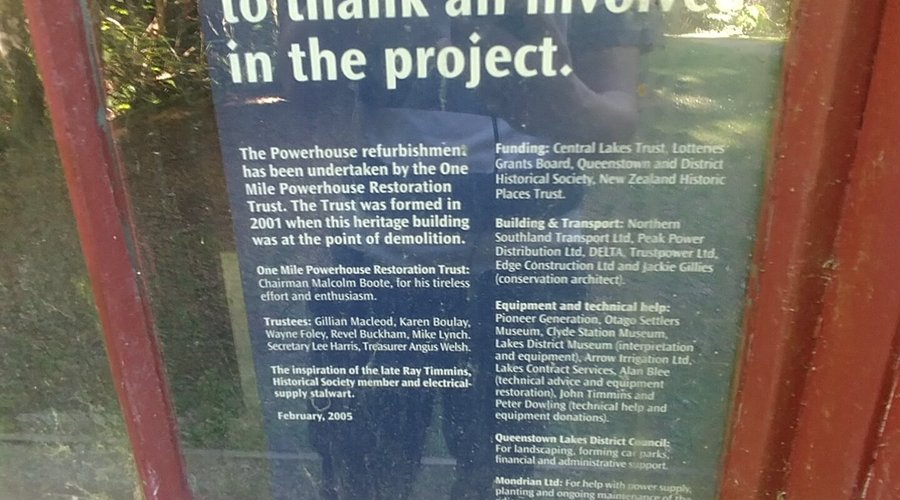 to thank all involve
in the project.
The Powerhouse refurbishment
has been undertaken by the One
Mile Powerhouse Restoration
Trust. The Trust was formed in
2001 when this heritage building
was at the point of demolition.
One Mile Powerhouse Restoration Trust:
Chairman Malcolm Boote, for his tireless
effort and enthusiasm.
Trustees: Gillian Macleod, Karen Boulay,
Wayne Foley, Revel Buckham, Mike Lynch.
Secretary Lee Harris, Treasurer Angus Welsh.
The inspiration of the late Ray Timmins,
Historical Society member and electrical-
supply stalwart.
February, 2005
Funding: Central Lakes Trust, Lotteries
Grants Board, Queenstown and District
Historical Society, New Zealand Historic
Places Trust.
Building & Transport: Northern
Southland Transport Ltd, Peak Power
Distribution Ltd, DELTA, Trustpower Ltd,
Edge Construction Ltd and Jackie Gillies
(conservation architect).
Equipment and technical help:
Pioneer Generation, Otago Settlers
Museum, Clyde Station Museum,
Lakes District Museum (interpretation
and equipment), Arrow Irrigation Ltd,
Lakes Contract Services, Alan Blee
(technical advice and equipment
restoration), John Timmins and
Peter Dowling (technical help and
equipment donations).
Queenstown Lakes District Council:
For landscaping, forming car parks,
financial and administrative support.
Mondrian Ltd: For help with power supply,
planting and ongoing maintenance of the